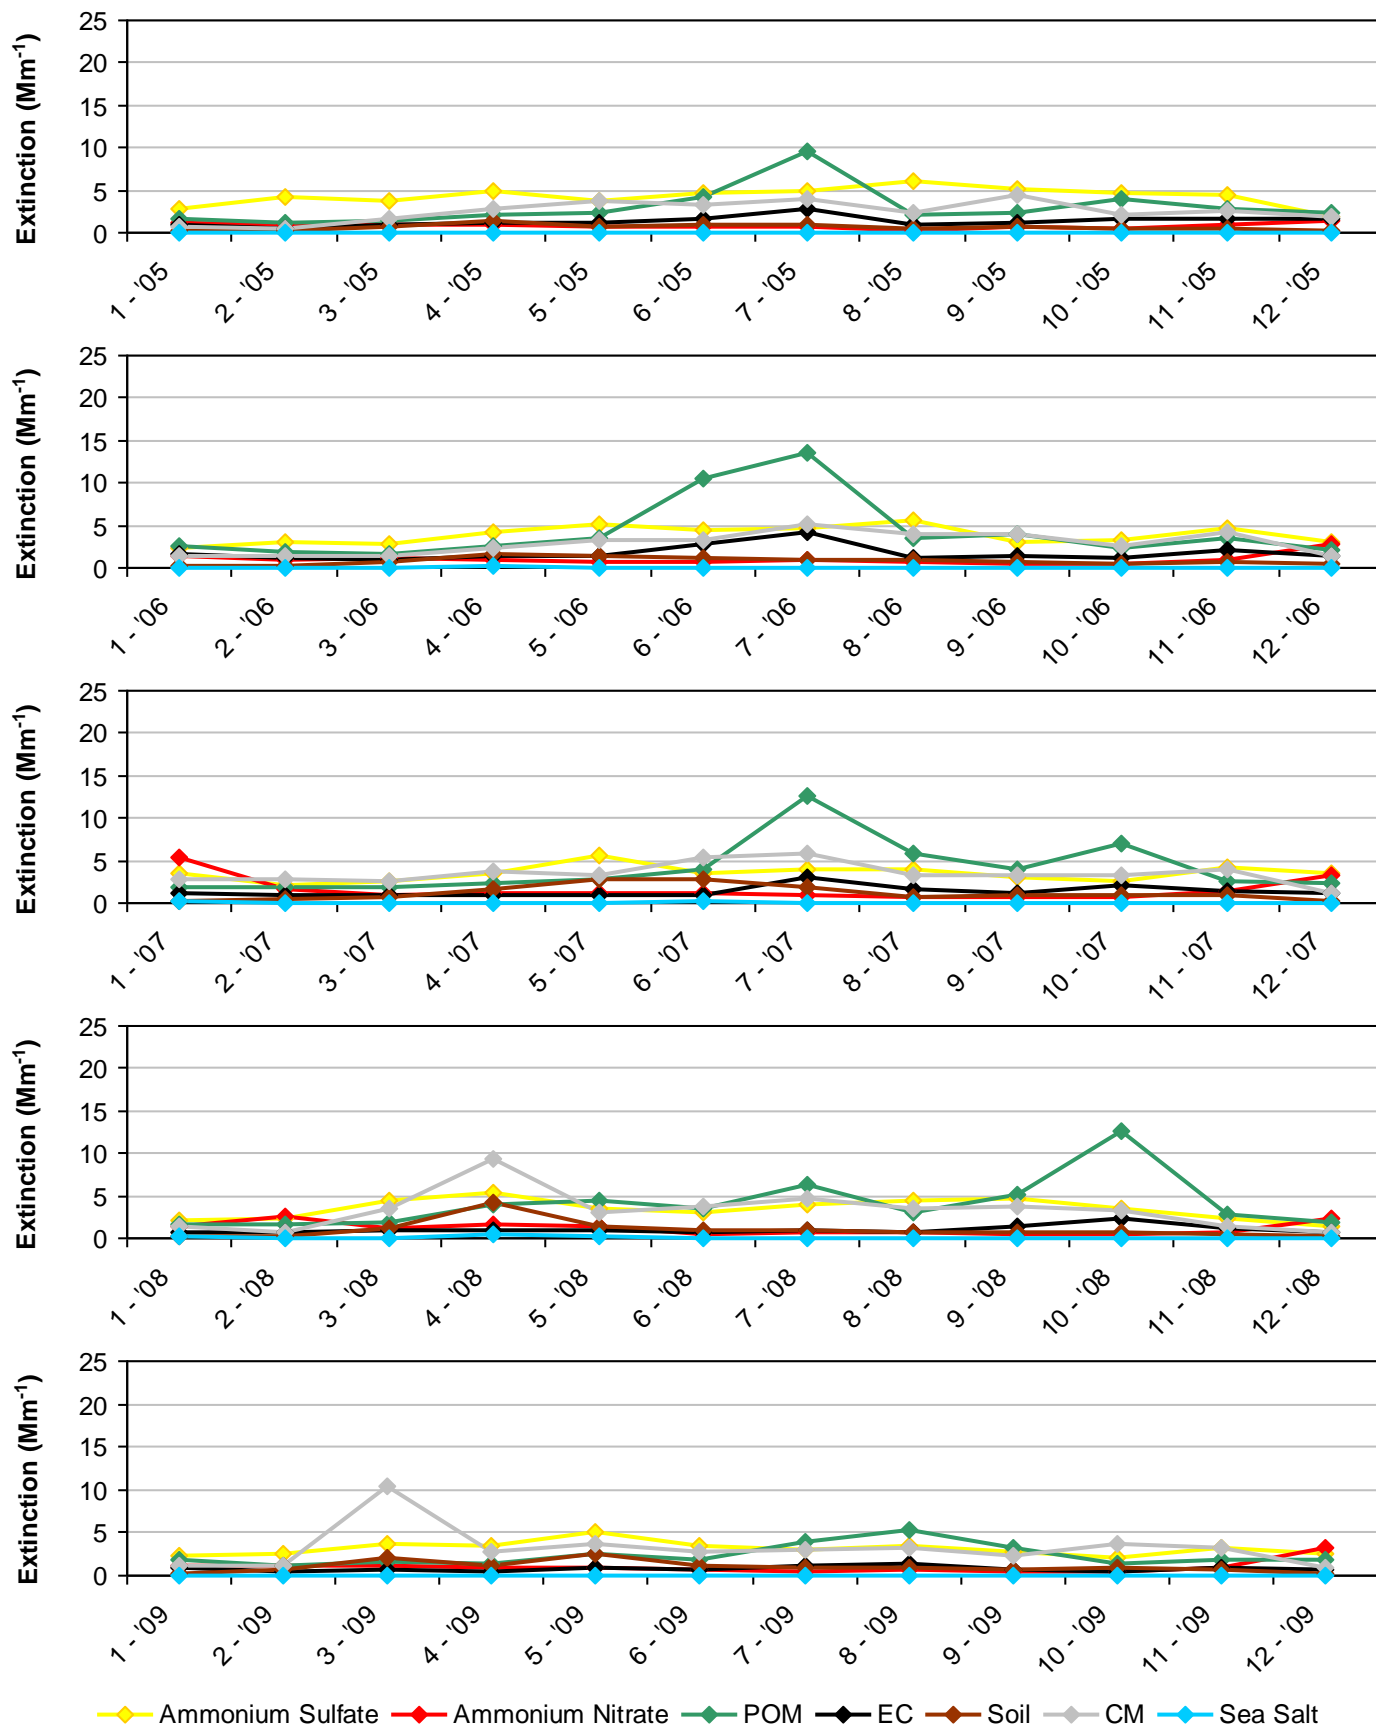 Extinction (Mm⁻¹)
25
20
15
10
5
0
1 - '05 2 - '05 3 - '05 4 - '05 5 - '05 6 - '05 7 - '05 8 - '05 9 - '05 10 - '05 11 - '05 12 - '05
Extinction (Mm⁻¹)
25
20
15
10
5
0
1 - '06 2 - '06 3 - '06 4 - '06 5 - '06 6 - '06 7 - '06 8 - '06 9 - '06 10 - '06 11 - '06 12 - '06
Extinction (Mm⁻¹)
25
20
15
10
5
0
1 - '07 2 - '07 3 - '07 4 - '07 5 - '07 6 - '07 7 - '07 8 - '07 9 - '07 10 - '07 11 - '07 12 - '07
Extinction (Mm⁻¹)
25
20
15
10
5
0
1 - '08 2 - '08 3 - '08 4 - '08 5 - '08 6 - '08 7 - '08 8 - '08 9 - '08 10 - '08 11 - '08 12 - '08
Extinction (Mm⁻¹)
25
20
15
10
5
0
1 - '09 2 - '09 3 - '09 4 - '09 5 - '09 6 - '09 7 - '09 8 - '09 9 - '09 10 - '09 11 - '09 12 - '09
Ammonium Sulfate Ammonium Nitrate POM EC Soil CM Sea Salt